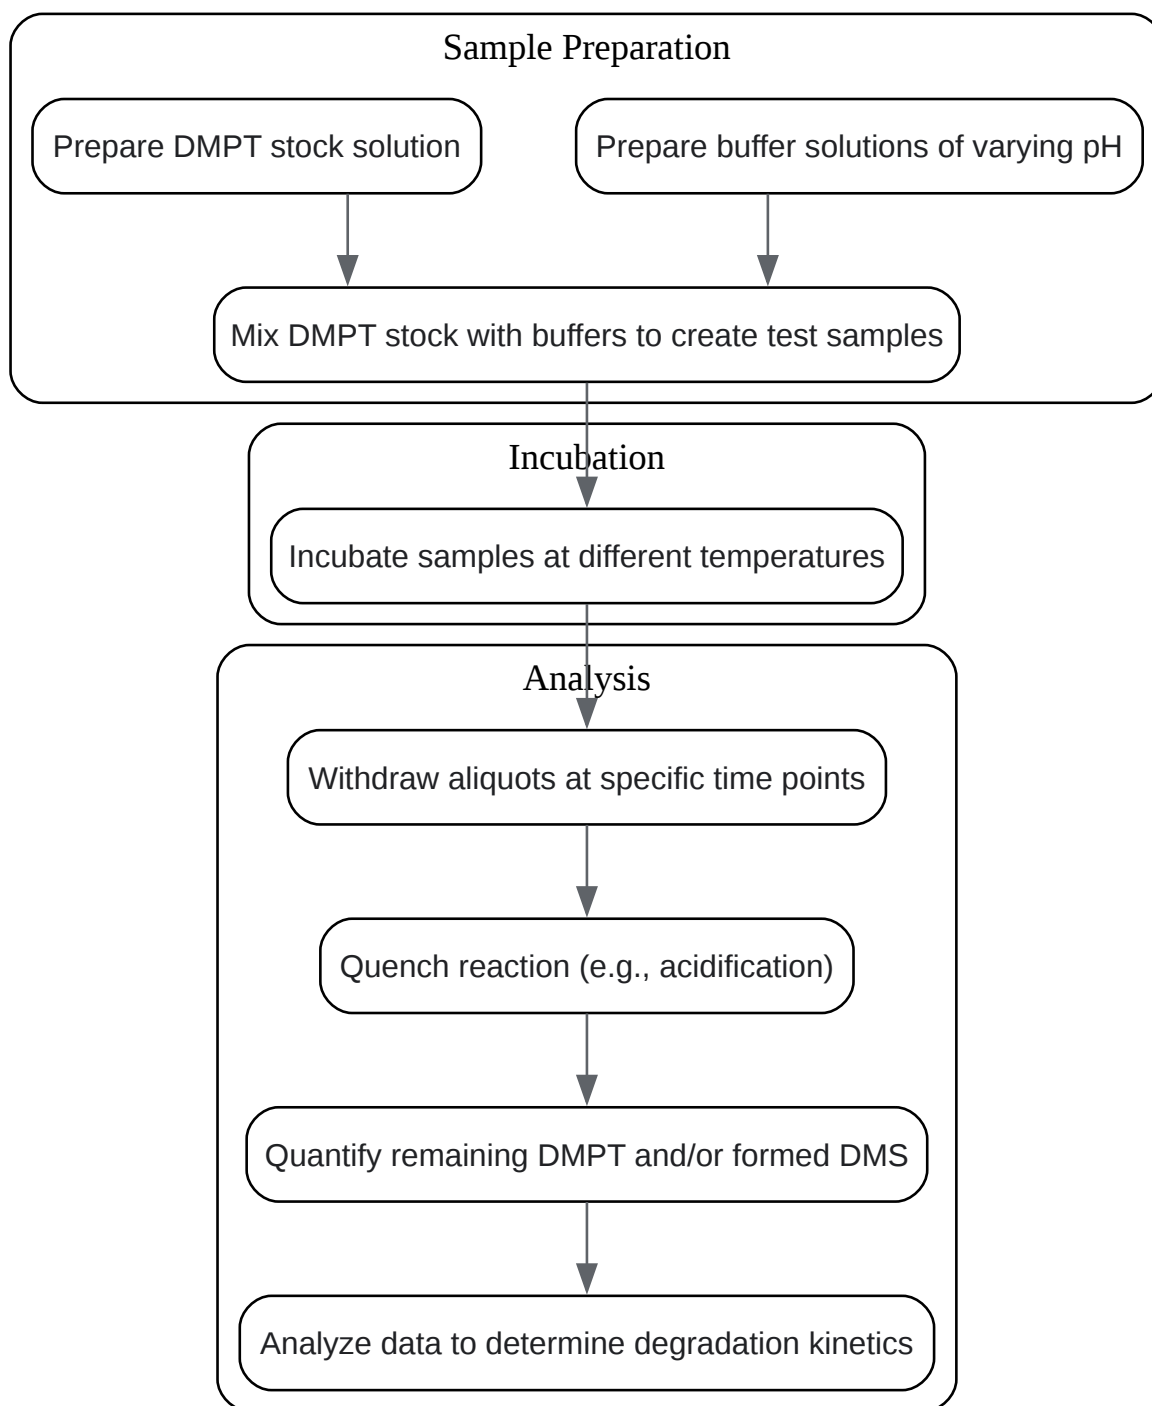 Sample Preparation
Prepare DMPT stock solution
Prepare buffer solutions of varying pH
Mix DMPT stock with buffers to create test samples
Incubation
Incubate samples at different temperatures
Analysis
Withdraw aliquots at specific time points
Quench reaction (e.g., acidification)
Quantify remaining DMPT and/or formed DMS
Analyze data to determine degradation kinetics